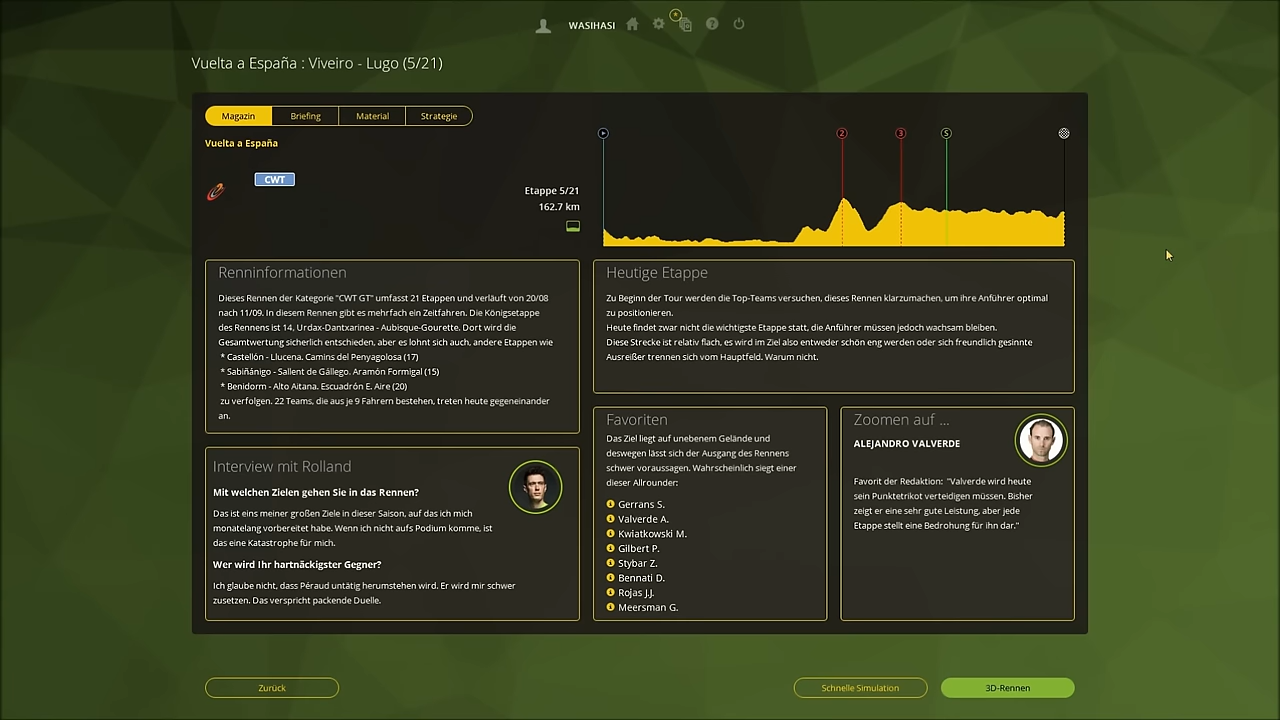 WASIHASI
Vuelta a España : Viveiro - Lugo (5/21)
Magazin
Briefing
Material
Strategie
Vuelta a España
CWT
Etappe 5/21
162.7 km
2
3
S
Renninformationen
Dieses Rennen der Kategorie "CWT GT" umfasst 21 Etappen und verläuft von 20/08
nach 11/09. In diesem Rennen gibt es mehrfach ein Zeitfahren. Die Königsetappe
des Rennens ist 14, Urdax-Dantxarinea - Aubisque-Gourette. Dort wird die
Gesamtwertung sicherlich entschieden, aber es lohnt sich auch, andere Etappen wie
* Castellón - Llucena. Camins del Penyagolosa (17)
* Sabiñánigo - Sallent de Gállego. Aramón Formigal (15)
* Benidorm - Alto Aitana. Escuadrón E. Aire (20)
zu verfolgen. 22 Teams, die aus je 9 Fahrern bestehen, treten heute gegeneinander
an.
Heutige Etappe
Zu Beginn der Tour werden die Top-Teams versuchen, dieses Rennen klarzumachen, um ihre Anführer optimal
zu positionieren.
Heute findet zwar nicht die wichtigste Etappe statt, die Anführer müssen jedoch wachsam bleiben.
Diese Strecke ist relativ flach, es wird im Ziel also entweder schön eng werden oder sich freundlich gesinnte
Ausreißer trennen sich vom Hauptfeld. Warum nicht.
Interview mit Rolland
Mit welchen Zielen gehen Sie in das Rennen?
Das ist eins meiner großen Ziele in dieser Saison, auf das ich mich
monatelang vorbereitet habe. Wenn ich nicht aufs Podium komme, ist
das eine Katastrophe für mich.
Wer wird Ihr hartnäckigster Gegner?
Ich glaube nicht, dass Péraud untätig herumstehen wird. Er wird mir schwer
zusetzen. Das verspricht packende Duelle.
Favoriten
Das Ziel liegt auf unebenem Gelände und
deswegen lässt sich der Ausgang des Rennens
schwer voraussagen. Wahrscheinlich siegt einer
dieser Allrounder:
Gerrans S.
Valverde A.
Kwiatkowski M.
Gilbert P.
Stybar Z.
Bennati D.
Rojas J.J.
Meersman G.
Zoomen auf ...
ALEJANDRO VALVERDE
Favorit der Redaktion: "Valverde wird heute
sein Punktetrikot verteidigen müssen. Bisher
zeigt er eine sehr gute Leistung, aber jede
Etappe stellt eine Bedrohung für ihn dar."
Zurück
Schnelle Simulation
3D-Rennen